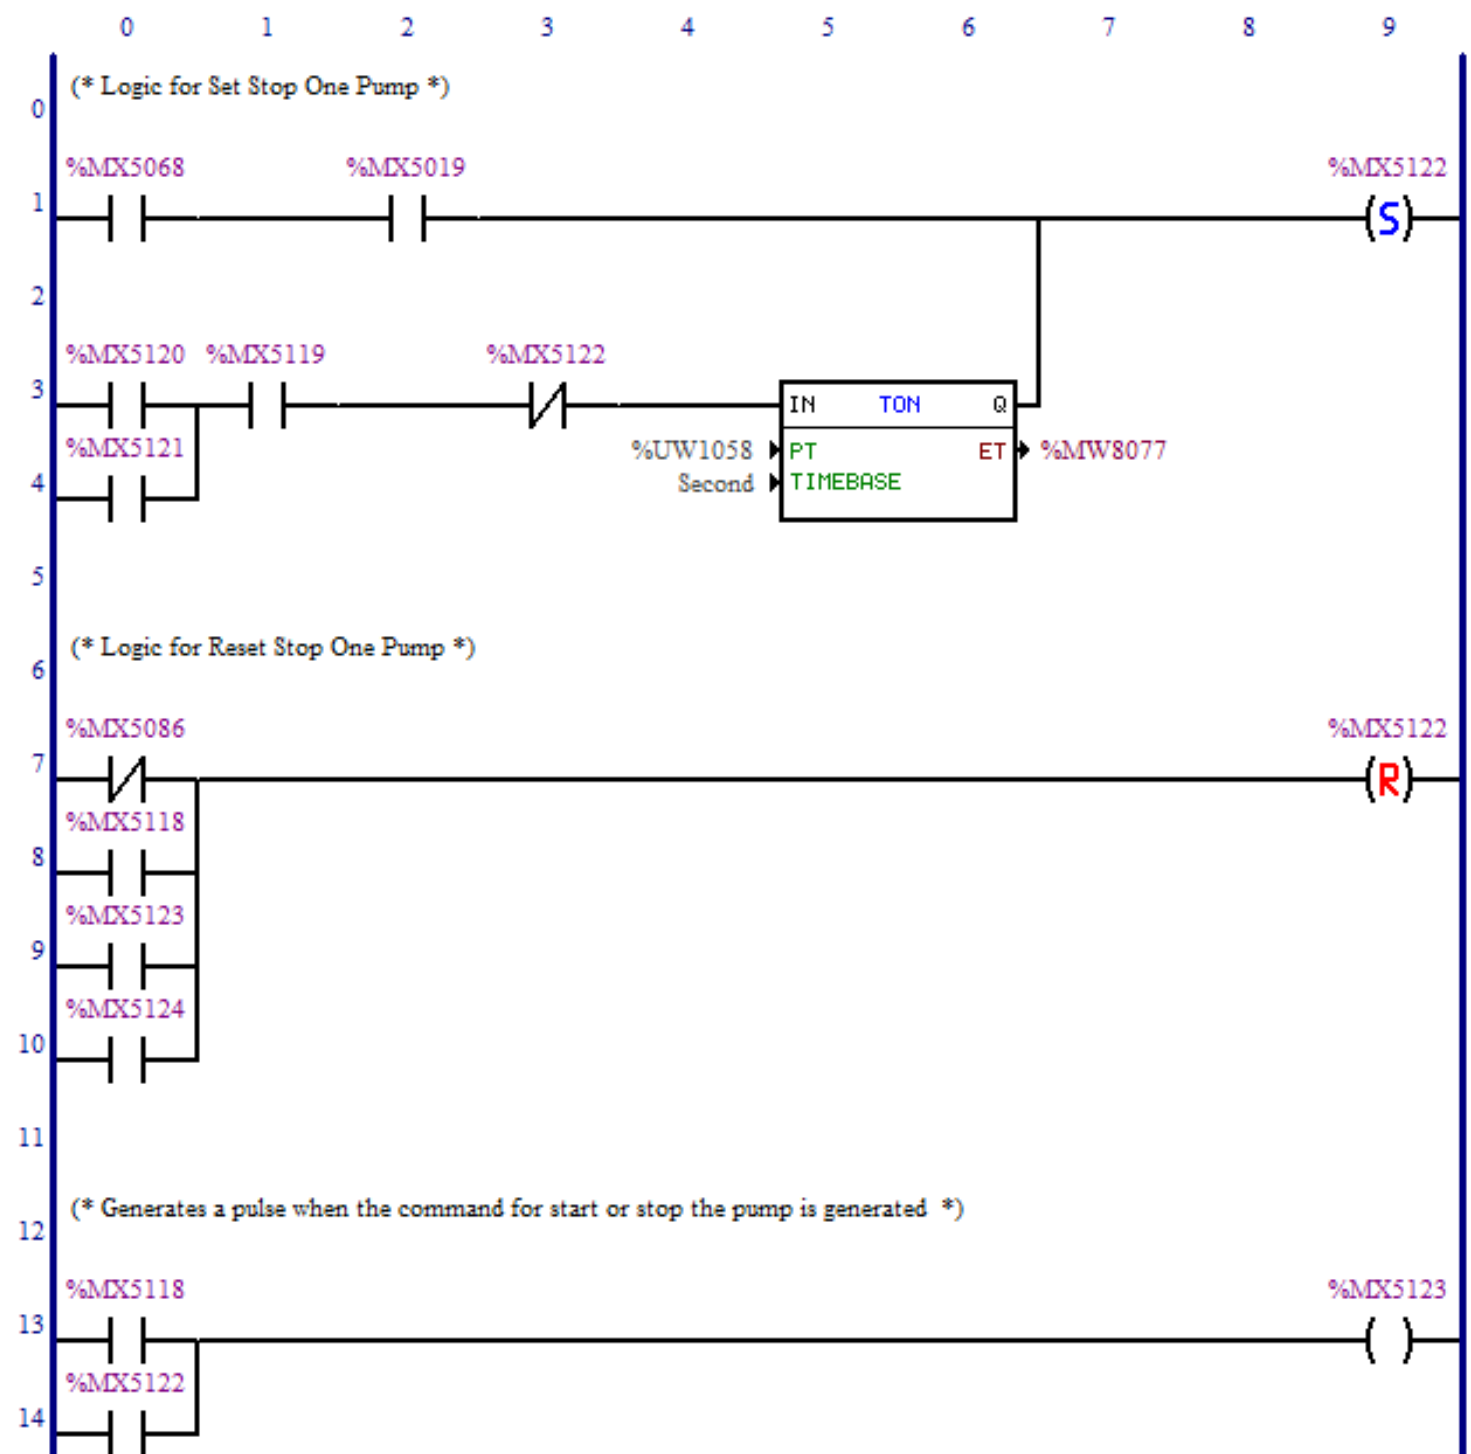 0 1 2 3 4 5 6 7 8 9
(* Logic for Set Stop One Pump *)
0
%MX5068 %MX5019 %MX5122
1
(S)
2
%MX5120 %MX5119 %MX5122
3
IN TON Q
%MX5121
%UW1058 PT ET %MW8077
4
Second TIMEBASE
5
(* Logic for Reset Stop One Pump *)
6
%MX5086 %MX5122
7
(R)
%MX5118
8
%MX5123
9
%MX5124
10
11
(* Generates a pulse when the command for start or stop the pump is generated *)
12
%MX5118 %MX5123
13
( )
%MX5122
14